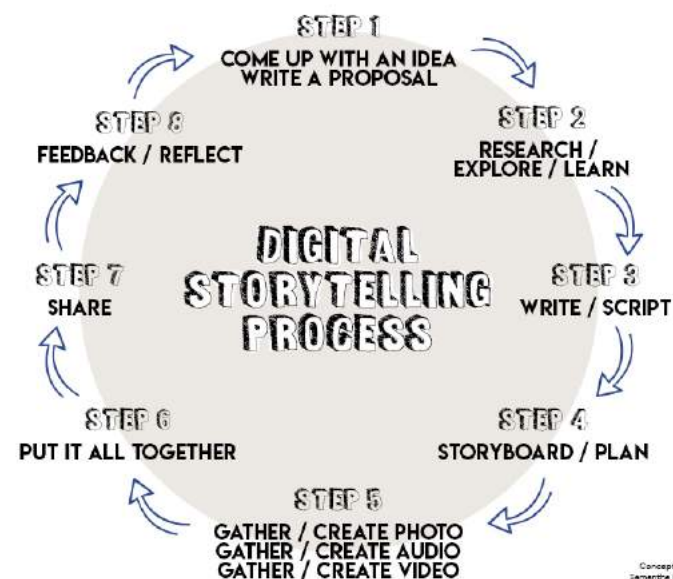 STEP 1
COME UP WITH AN IDEA
WRITE A PROPOSAL
STEP 2
RESEARCH /
EXPLORE / LEARN
STEP 3
WRITE / SCRIPT
STEP 4
STORYBOARD / PLAN
STEP 5
GATHER / CREATE PHOTO
GATHER / CREATE AUDIO
GATHER / CREATE VIDEO
STEP 6
PUT IT ALL TOGETHER
STEP 7
SHARE
STEP 8
FEEDBACK / REFLECT
DIGITAL
STORYTELLING
PROCESS
Concept
Samantha